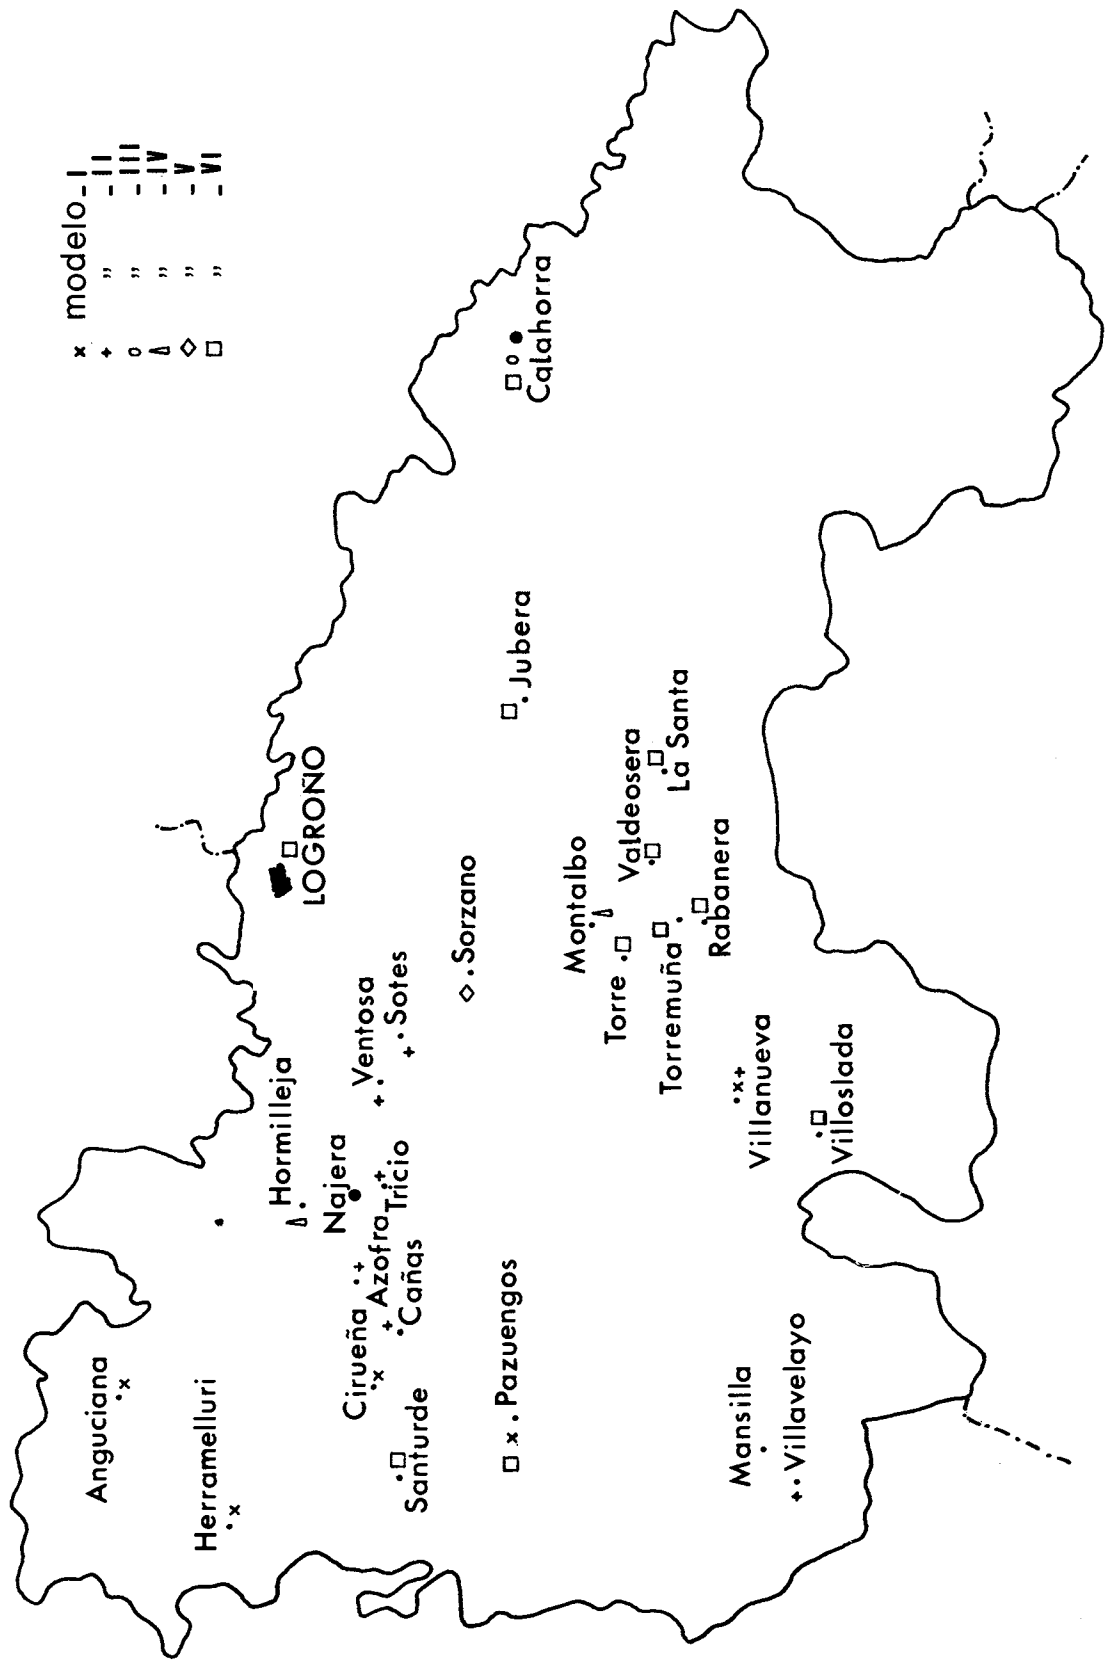 x modelo - I
+ " - II
o " - III
△ " - IV
◇ " - V
□ " - VI
Anguciana
Herramelluri
Hormilleja
LOGROÑO
Najera
Ventosa
Sotes
Cirueña
Azofra
Tricio
Cañas
Santurde
Sorzano
Pazuengos
Jubera
Calahorra
Montalbo
Valdeosera
Torre
La Santa
Torremuña
Rabanera
Villanueva
Villoslada
Mansilla
Villavelayo